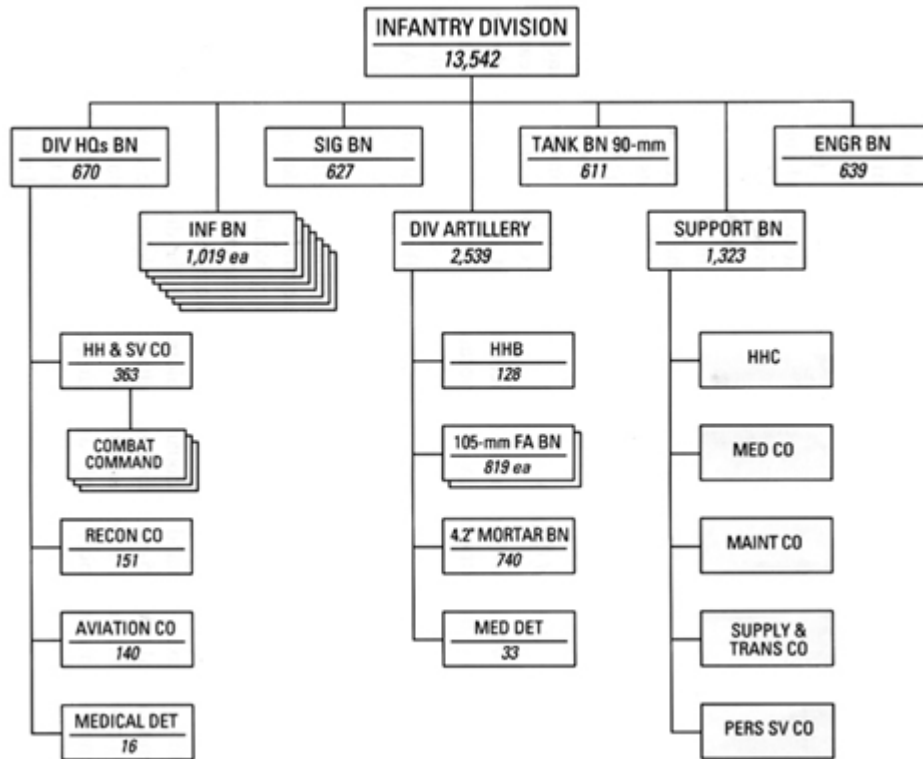 INFANTRY DIVISION
13,542
DIV HQs BN
670
SIG BN
627
TANK BN 90-mm
611
ENGR BN
639
INF BN
1,019 ea
DIV ARTILLERY
2,539
SUPPORT BN
1,323
HH & SV CO
363
COMBAT
COMMAND
RECON CO
151
AVIATION CO
140
MEDICAL DET
16
HHB
128
105-mm FA BN
819 ea
4.2" MORTAR BN
740
MED DET
33
HHC
MED CO
MAINT CO
SUPPLY &
TRANS CO
PERS SV CO